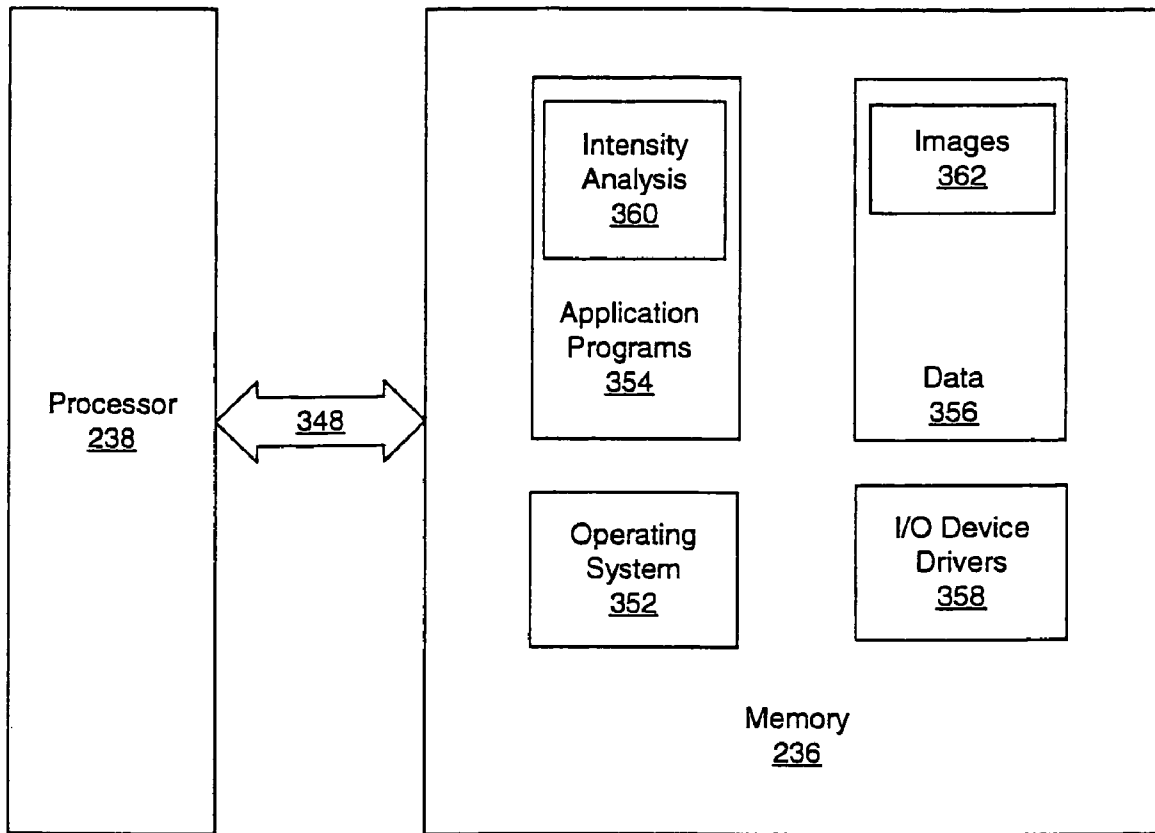 Processor
238
348
Intensity
Analysis
360
Application
Programs
354
Images
362
Data
356
Operating
System
352
I/O Device
Drivers
358
Memory
236